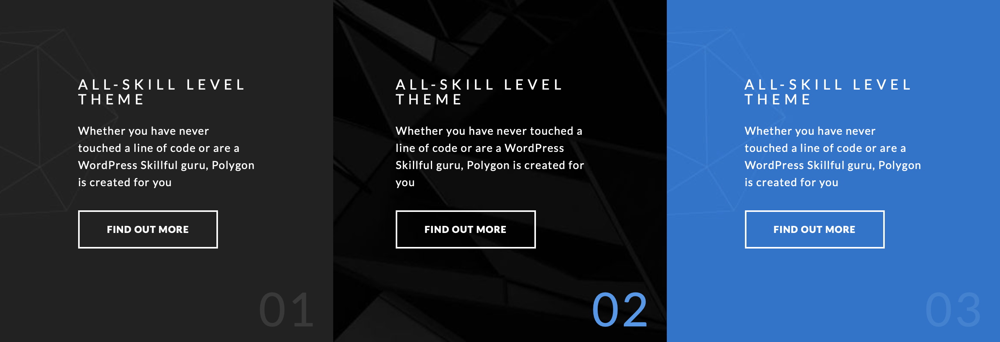 ALL-SKILL LEVEL
THEME
Whether you have never
touched a line of code or are a
WordPress Skillful guru, Polygon
is created for you
FIND OUT MORE
01
ALL-SKILL LEVEL
THEME
Whether you have never touched a
line of code or are a WordPress
Skillful guru, Polygon is created for
you
FIND OUT MORE
02
ALL-SKILL LEVEL
THEME
Whether you have never
touched a line of code or are a
WordPress Skillful guru, Polygon
is created for you
FIND OUT MORE
03